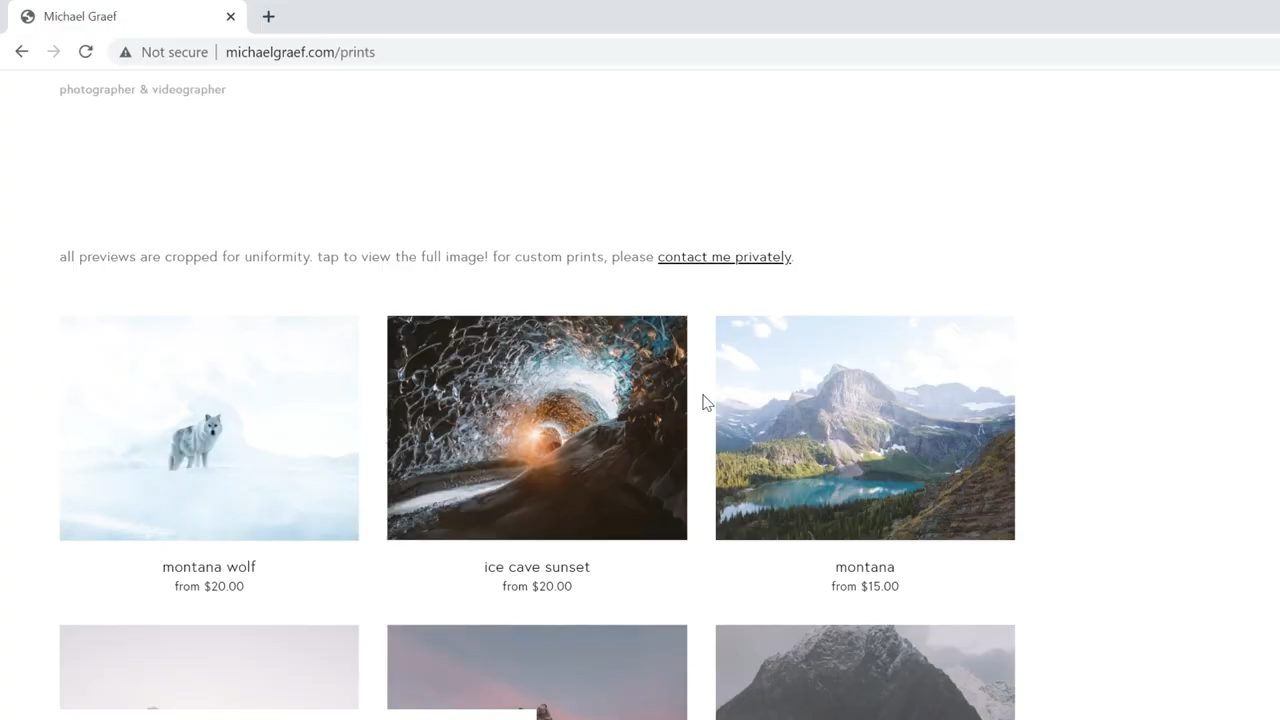 Michael Graef
Not secure
michaelgraef.com/prints
photographer & videographer
all previews are cropped for uniformity. tap to view the full image! for custom prints, please contact me privately.
montana wolf
from $20.00
ice cave sunset
from $20.00
montana
from $15.00